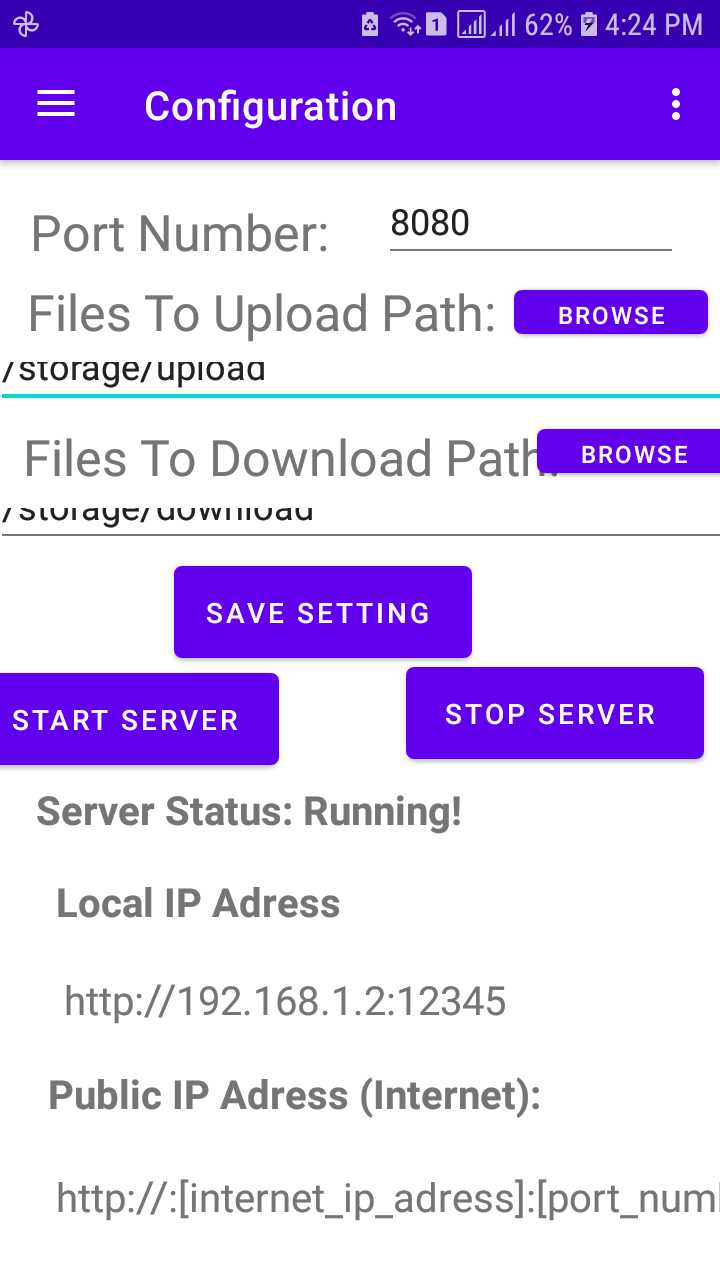 1 62% 4:24 PM
Configuration
Port Number: 8080
Files To Upload Path: BROWSE
/storage/upload
Files To Download Path: BROWSE
/storage/download
SAVE SETTING
START SERVER STOP SERVER
Server Status: Running!
Local IP Adress
http://192.168.1.2:12345
Public IP Adress (Internet):
http://:[internet_ip_adress]:[port_num